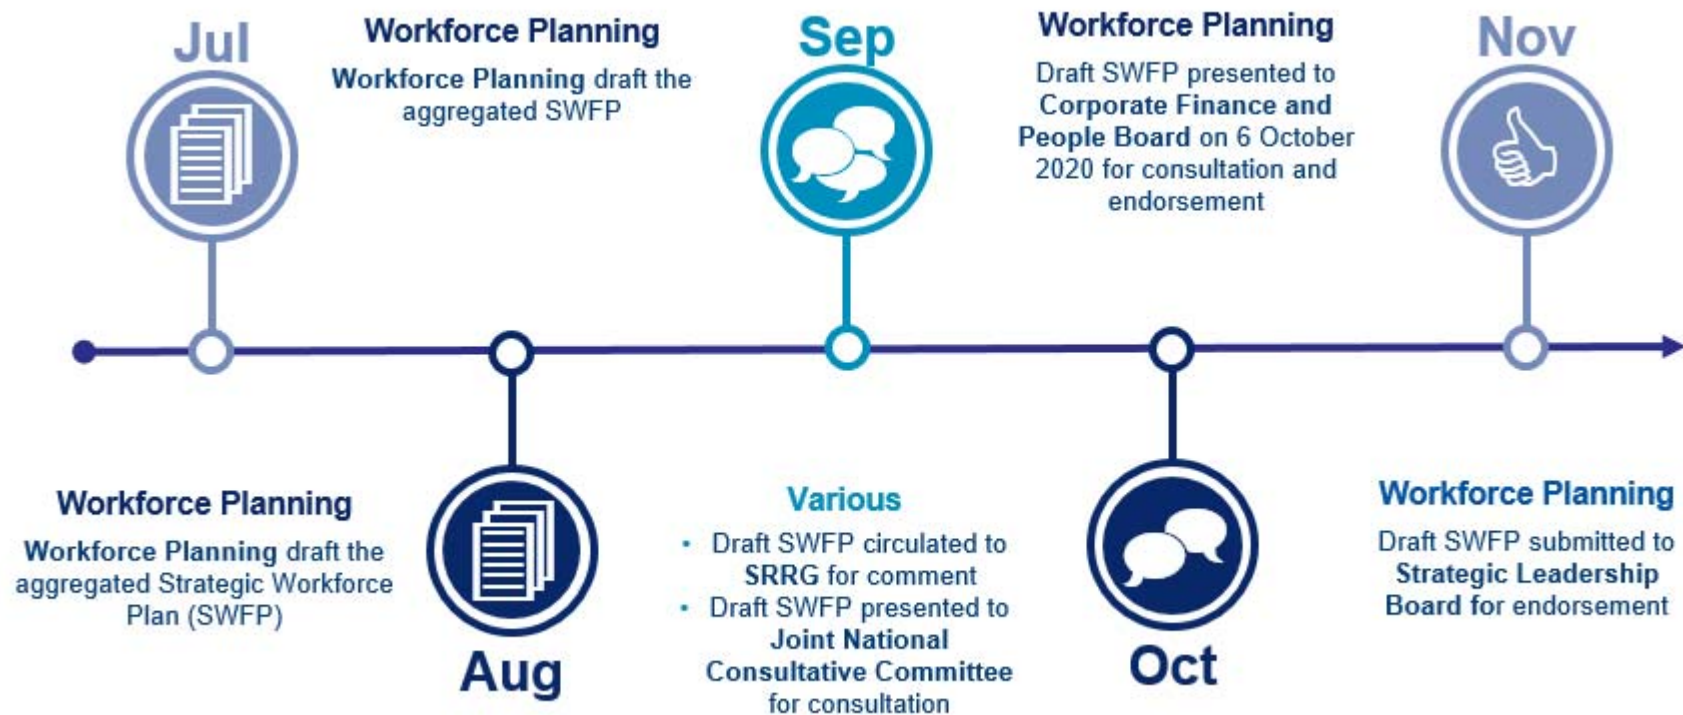 Jul
Workforce Planning
Workforce Planning draft the
aggregated Strategic Workforce
Plan (SWFP)
Workforce Planning
Workforce Planning draft the
aggregated SWFP
Aug
Sep
Various
• Draft SWFP circulated to
SRRG for comment
• Draft SWFP presented to
Joint National
Consultative Committee
for consultation
Workforce Planning
Draft SWFP presented to
Corporate Finance and
People Board on 6 October
2020 for consultation and
endorsement
Oct
Nov
Workforce Planning
Draft SWFP submitted to
Strategic Leadership
Board for endorsement